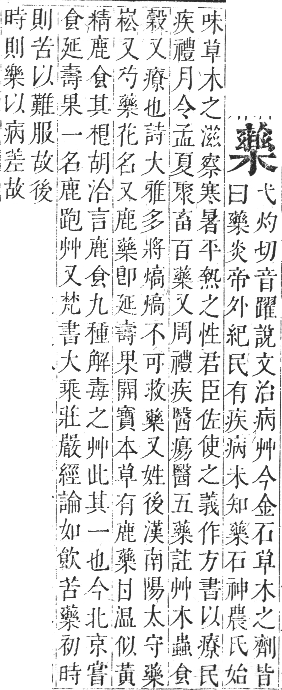 藥
弋灼切音躍說文治病艸今金石草木之劑皆
曰藥炎帝外紀民有疾病未知藥石神農氏始
味草木之滋察寒暑平熱之性君臣佐使之義作方書以療民
疾禮月令孟夏聚畜百藥又周禮疾醫瘍醫五藥註艸木蟲食
穀又療也詩大雅多將熇熇不可救藥又姓後漢南陽太守藥
崧又芍藥花名又鹿藥卽延壽果開寶本草有鹿藥甘温似黃
精鹿食其根胡洽言鹿食九種解毒之艸此其一也今北京嘗
食延壽果一名鹿跑艸又梵書大乘莊嚴經論如飲苦藥初時
則苦以難服故後
時則樂以病差故